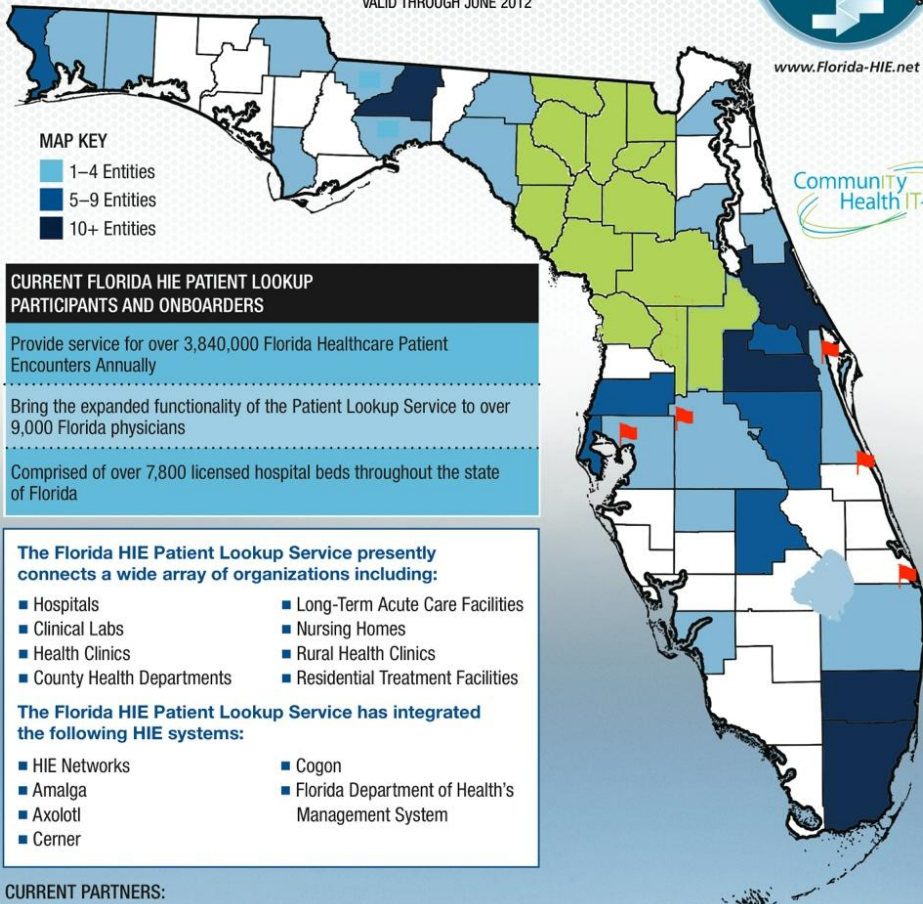 VALID THROUGH JUNE 2012
www.Florida-HIE.net
MAP KEY
1–4 Entities
5–9 Entities
10+ Entities
CommunITy
Health IT
CURRENT FLORIDA HIE PATIENT LOOKUP
PARTICIPANTS AND ONBOARDERS
Provide service for over 3,840,000 Florida Healthcare Patient
Encounters Annually
Bring the expanded functionality of the Patient Lookup Service to over
9,000 Florida physicians
Comprised of over 7,800 licensed hospital beds throughout the state
of Florida
The Florida HIE Patient Lookup Service presently
connects a wide array of organizations including:
■ Hospitals
■ Clinical Labs
■ Health Clinics
■ County Health Departments
■ Long-Term Acute Care Facilities
■ Nursing Homes
■ Rural Health Clinics
■ Residential Treatment Facilities
The Florida HIE Patient Lookup Service has integrated
the following HIE systems:
■ HIE Networks
■ Amalga
■ Axolotl
■ Cerner
■ Cogon
■ Florida Department of Health's
Management System
CURRENT PARTNERS: